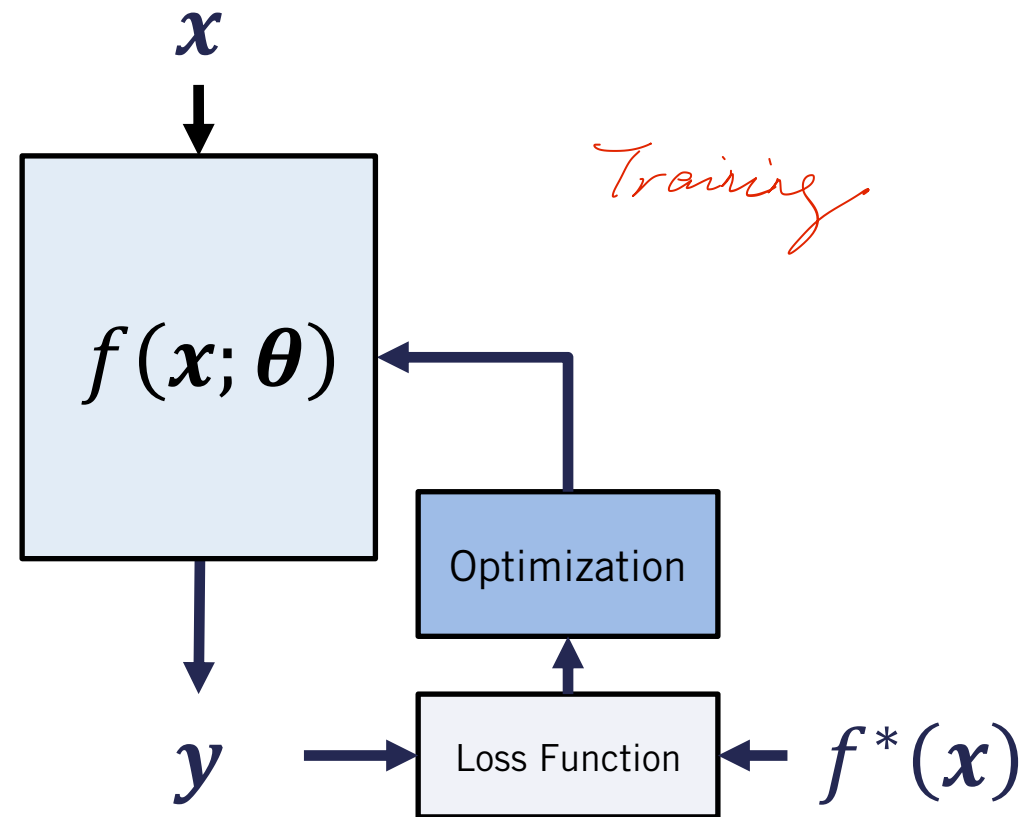 x
Training
f(x; θ)
Optimization
y
Loss Function
f*(x)